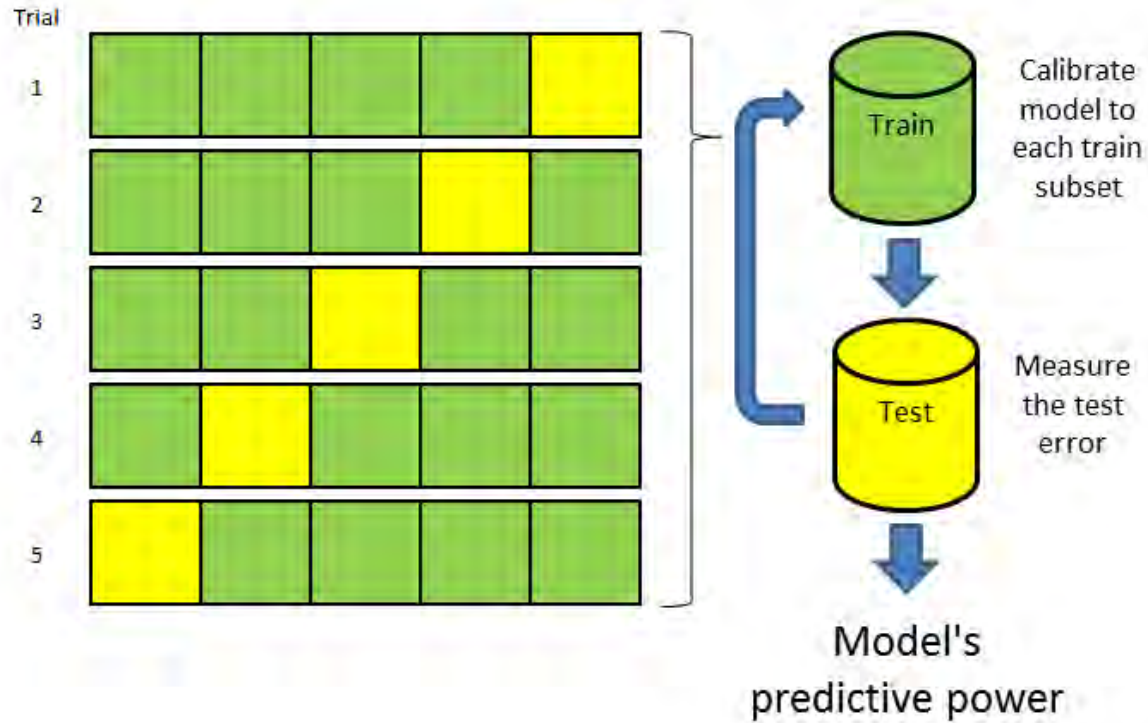 Trial
1
2
3
4
5
Train
Calibrate
model to
each train
subset
Test
Measure
the test
error
Model's
predictive power